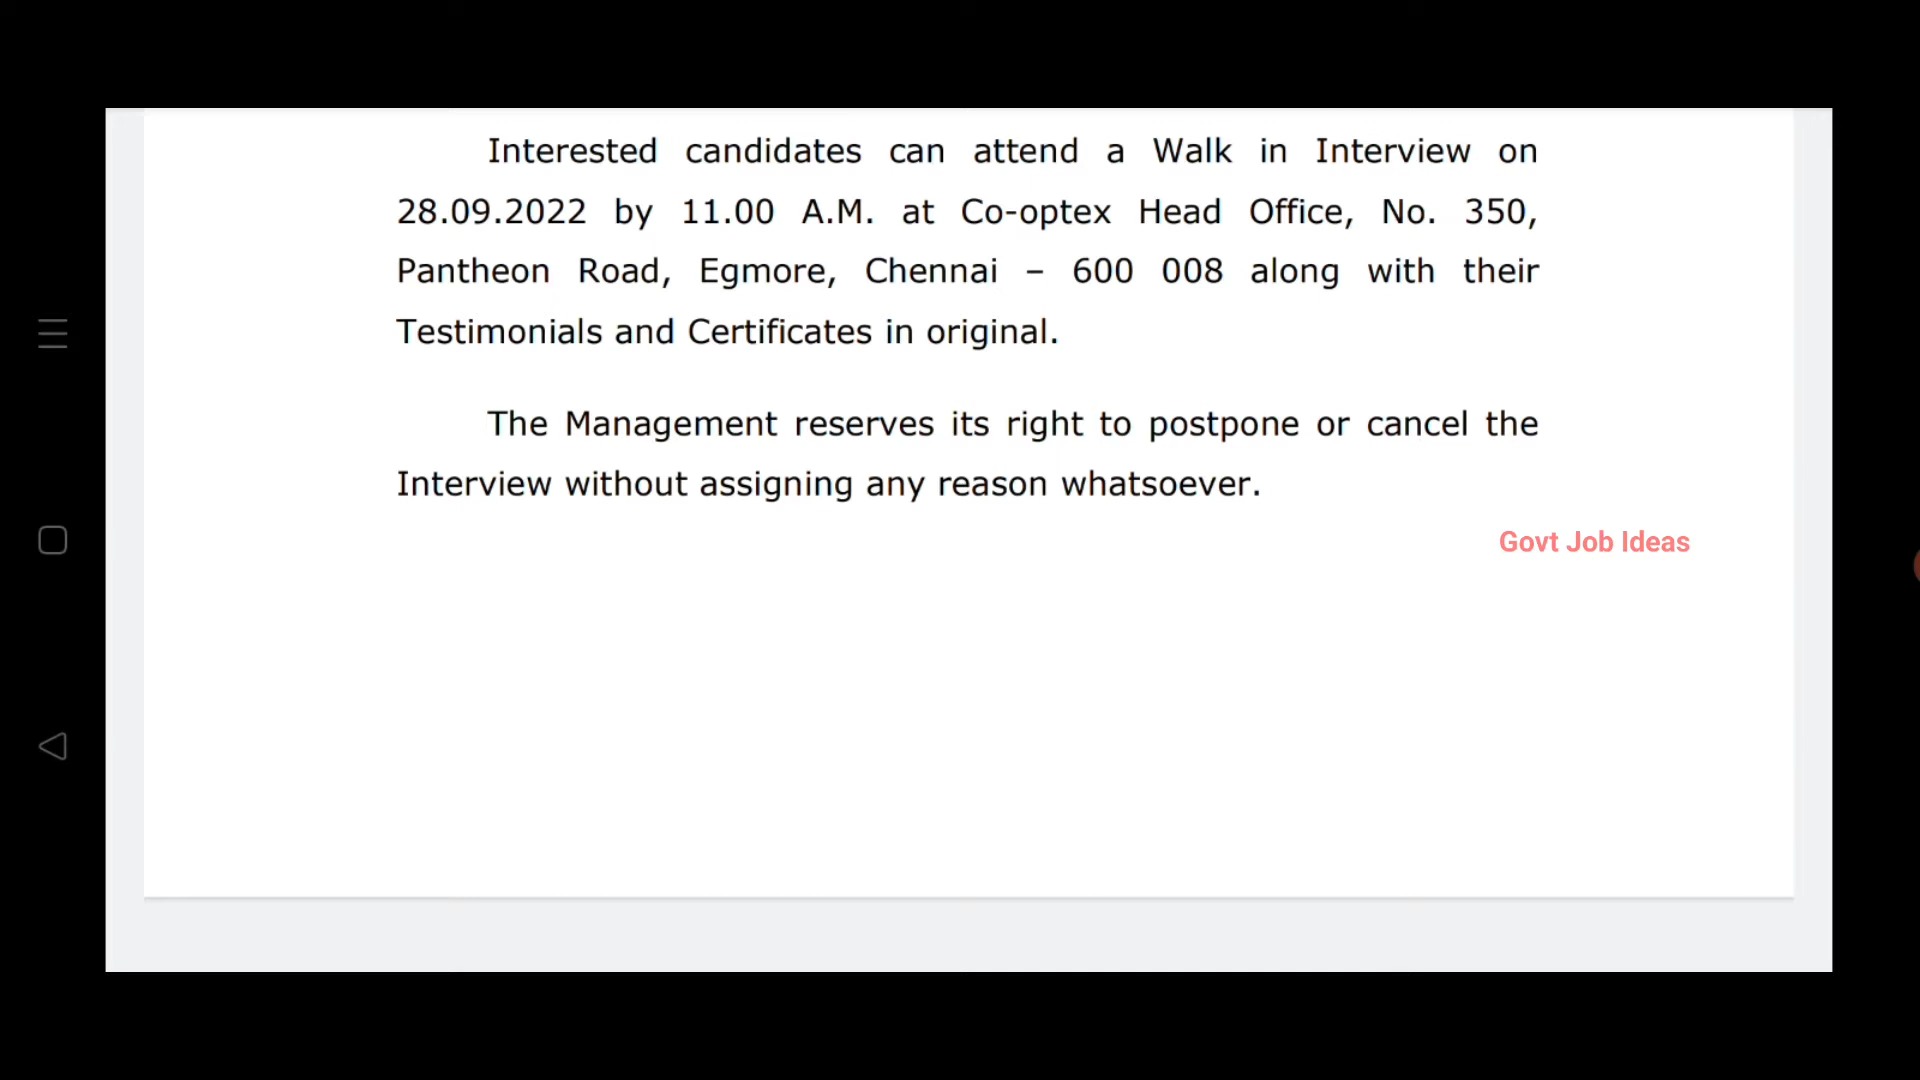 Interested candidates can attend a Walk in Interview on
28.09.2022 by 11.00 A.M. at Co-optex Head Office, No. 350,
Pantheon Road, Egmore, Chennai – 600 008 along with their
Testimonials and Certificates in original.
The Management reserves its right to postpone or cancel the
Interview without assigning any reason whatsoever.
Govt Job Ideas